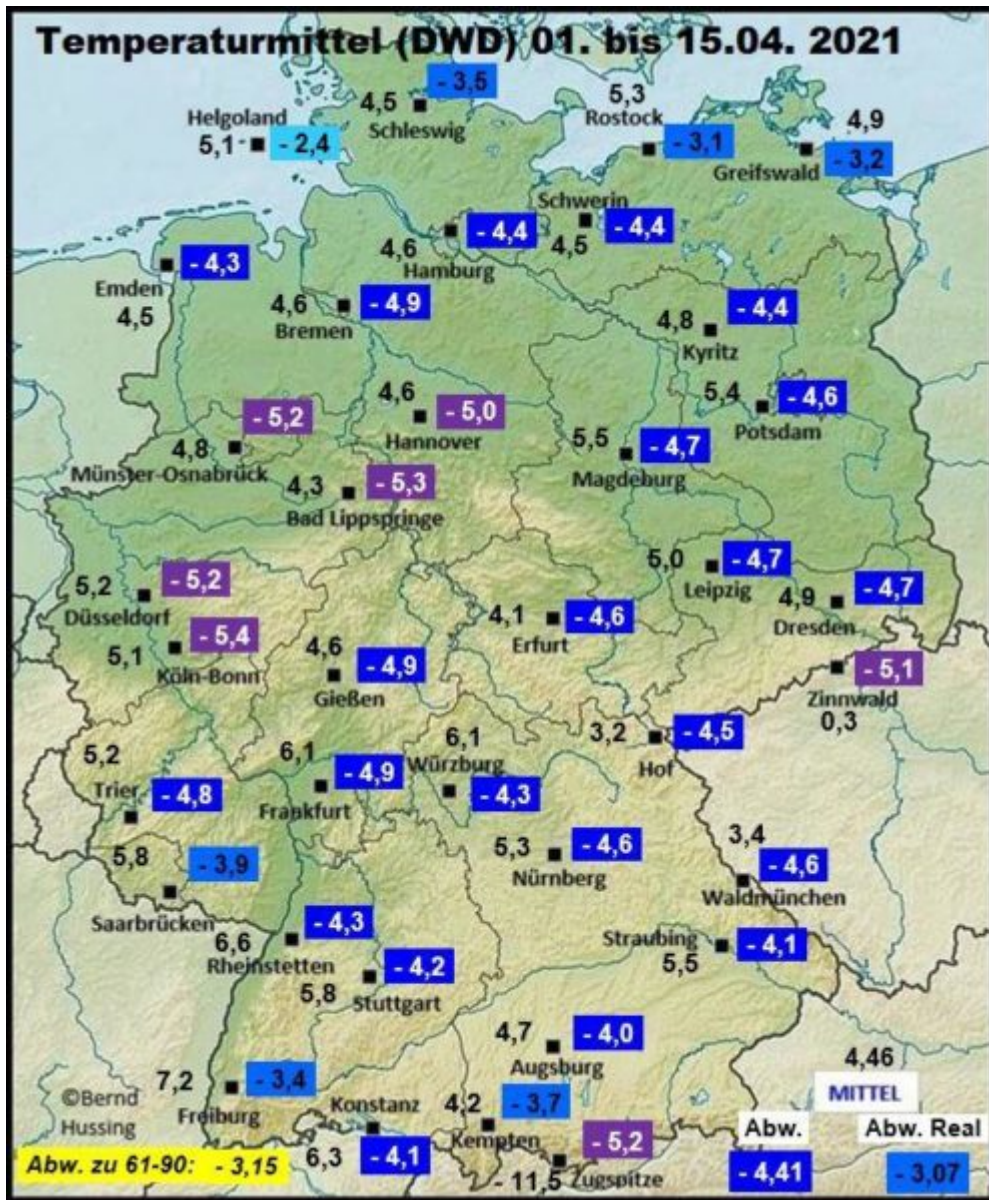 Temperaturmittel (DWD) 01. bis 15.04. 2021
- 3,5
4,5
Schleswig
Helgoland
5,1
- 2,4
5,3
Rostock
- 3,1
4,9
Greifswald
- 3,2
Schwerin
4,5
- 4,4
4,6
Hamburg
- 4,4
Emden
4,5
- 4,3
4,6
Bremen
- 4,9
4,8
Kyritz
- 4,4
5,4
Potsdam
- 4,6
4,6
Hannover
- 5,0
4,8
Münster-Osnabrück
- 5,2
5,5
Magdeburg
- 4,7
4,3
Bad Lippspringe
- 5,3
5,2
Düsseldorf
- 5,2
5,0
Leipzig
- 4,7
4,9
Dresden
- 4,7
4,1
Erfurt
- 4,6
5,1
Köln-Bonn
- 5,4
4,6
Gießen
- 4,9
- 5,1
Zinnwald
0,3
3,2
Hof
- 4,5
5,2
Trier
- 4,8
6,1
Frankfurt
- 4,9
6,1
Würzburg
- 4,3
5,8
Saarbrücken
- 3,9
5,3
Nürnberg
- 4,6
3,4
Waldmünchen
- 4,6
6,6
Rheinstetten
- 4,3
5,8
Stuttgart
- 4,2
Straubing
5,5
- 4,1
4,7
Augsburg
- 4,0
7,2
Freiburg
- 3,4
Konstanz
6,3
- 4,1
4,2
Kempten
- 3,7
- 11,5
Zugspitze
- 5,2
4,46
MITTEL
Abw.
Abw. Real
- 4,41
- 3,07
©Bernd
Hussing
Abw. zu 61-90: - 3,15